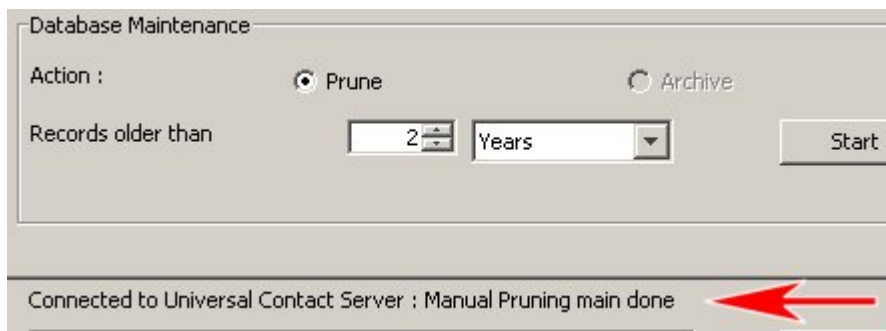 Database Maintenance
Action :
Prune
Archive
Records older than
2
Years
Start
Connected to Universal Contact Server : Manual Pruning main done